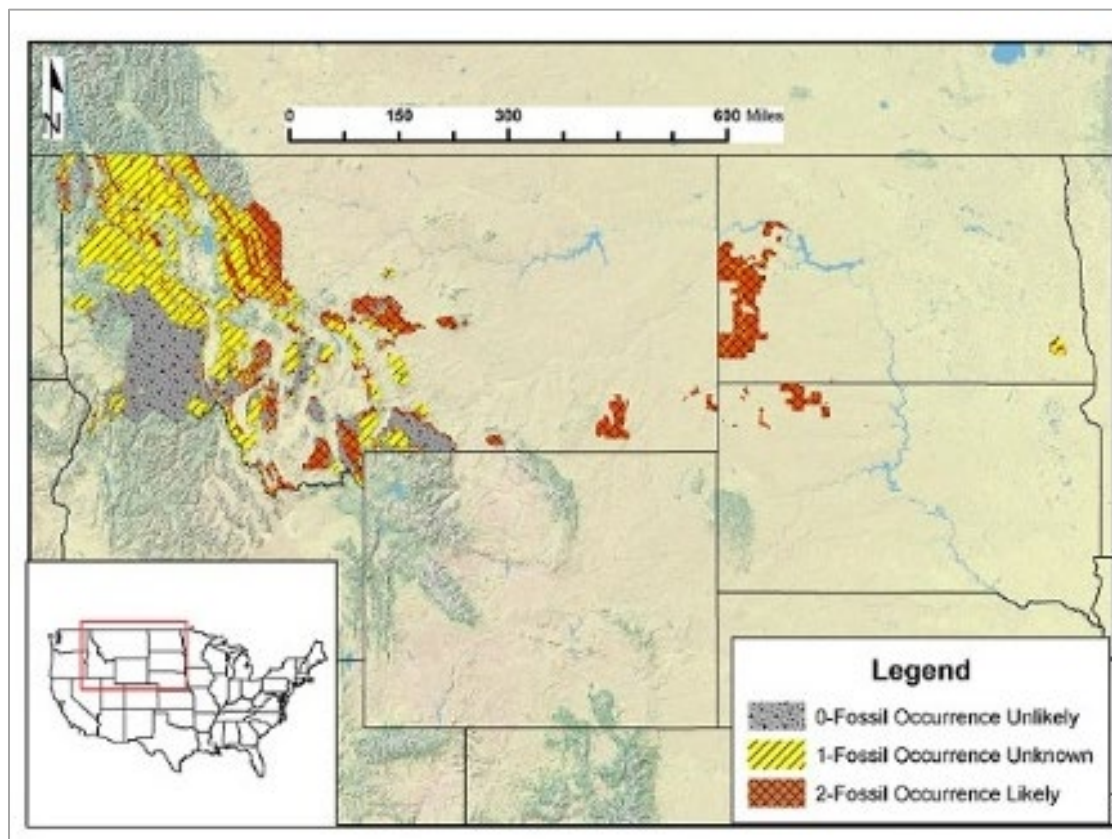 0 150 300 600 Miles
N
Legend
0-Fossil Occurrence Unlikely
1-Fossil Occurrence Unknown
2-Fossil Occurrence Likely